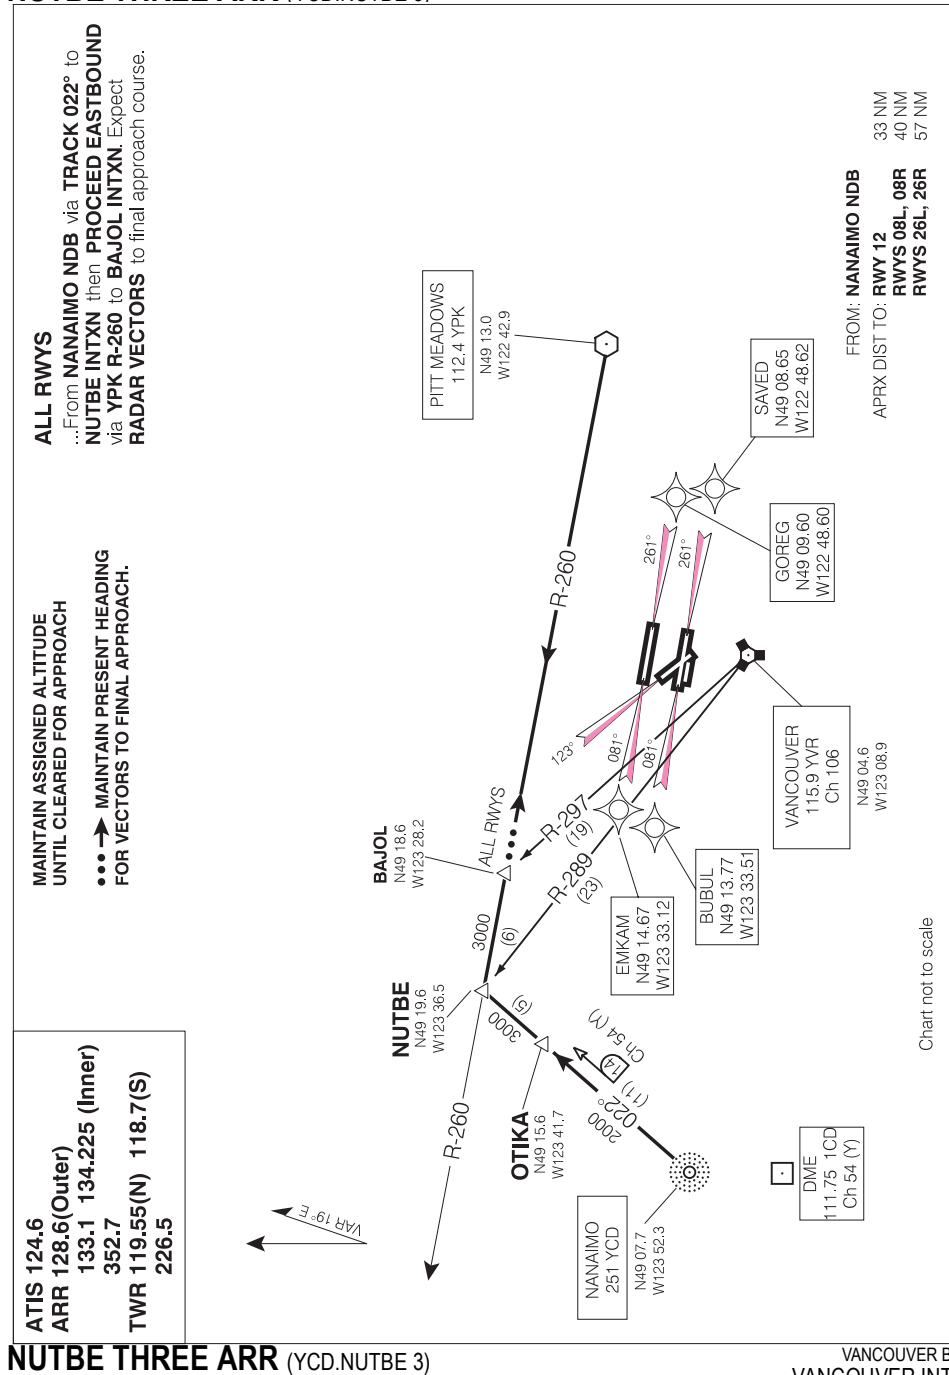 NUTBE THREE ARR (YCD.NUTBE 3)
ATIS 124.6
ARR 128.6(Outer)
133.1 134.225 (Inner)
352.7
TWR 119.55(N) 118.7(S)
226.5
MAINTAIN ASSIGNED ALTITUDE
UNTIL CLEARED FOR APPROACH
MAINTAIN PRESENT HEADING
FOR VECTORS TO FINAL APPROACH.
ALL RWYS
...From NANAIMO NDB via TRACK 022° to
NUTBE INTXN then PROCEED EASTBOUND
via YPK R-260 to BAJOL INTXN. Expect
RADAR VECTORS to final approach course.
VAR 19° E
R-260
NUTBE
N49 19.6
W123 36.5
BAJOL
N49 18.6
W123 28.2
PITT MEADOWS
112.4 YPK
N49 13.0
W122 42.9
3000
(6)
ALL RWYS
R-260
OTIKA
N49 15.6
W123 41.7
3000
(5)
R-297
(19)
R-289
(23)
123°
081°
081°
261°
261°
2000
022°
(11)
14
Ch 54 (Y)
NANAIMO
251 YCD
N49 07.7
W123 52.3
EMKAM
N49 14.67
W123 33.12
BUBUL
N49 13.77
W123 33.51
VANCOUVER
115.9 YVR
Ch 106
N49 04.6
W123 08.9
GOREG
N49 09.60
W122 48.60
SAVED
N49 08.65
W122 48.62
DME
111.75 1CD
Ch 54 (Y)
FROM: NANAIMO NDB
APRX DIST TO: RWY 12 33 NM
RWYS 08L, 08R 40 NM
RWYS 26L, 26R 57 NM
Chart not to scale
NUTBE THREE ARR (YCD.NUTBE 3)
VANCOUVER B
VANCOUVER INT